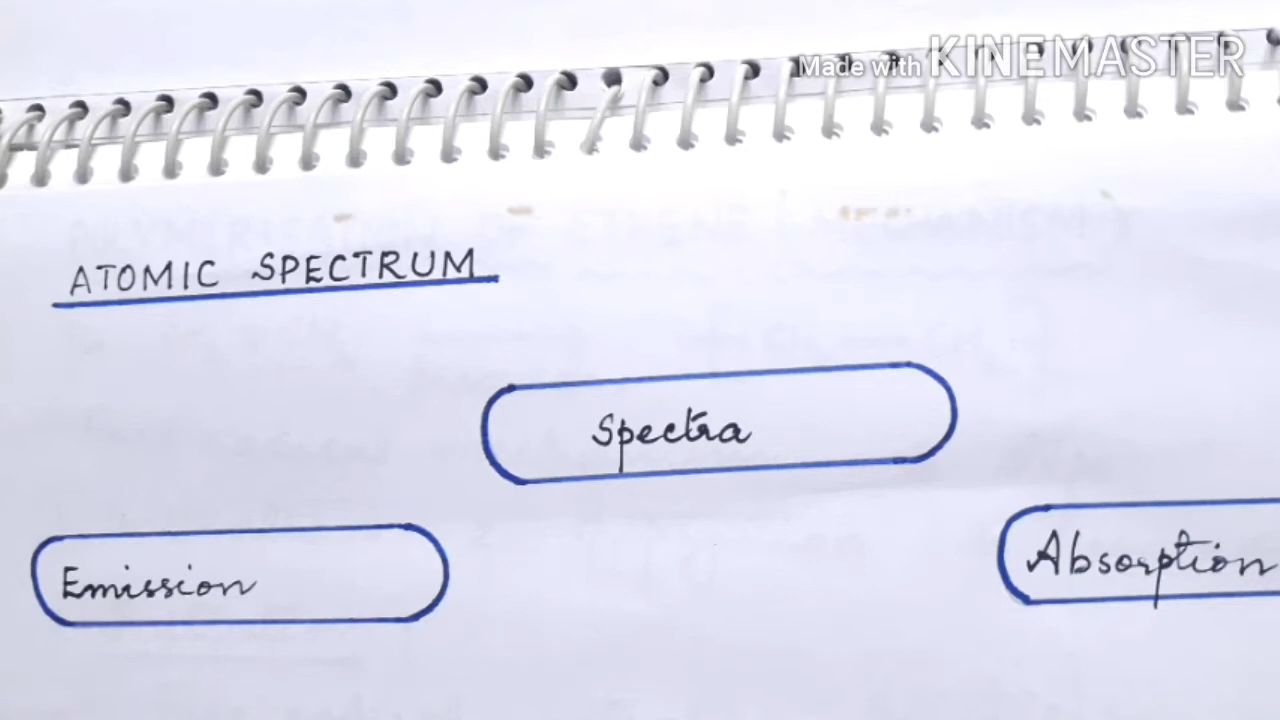 Made with KINEMASTER
ATOMIC SPECTRUM
Spectra
Emission
Absorption